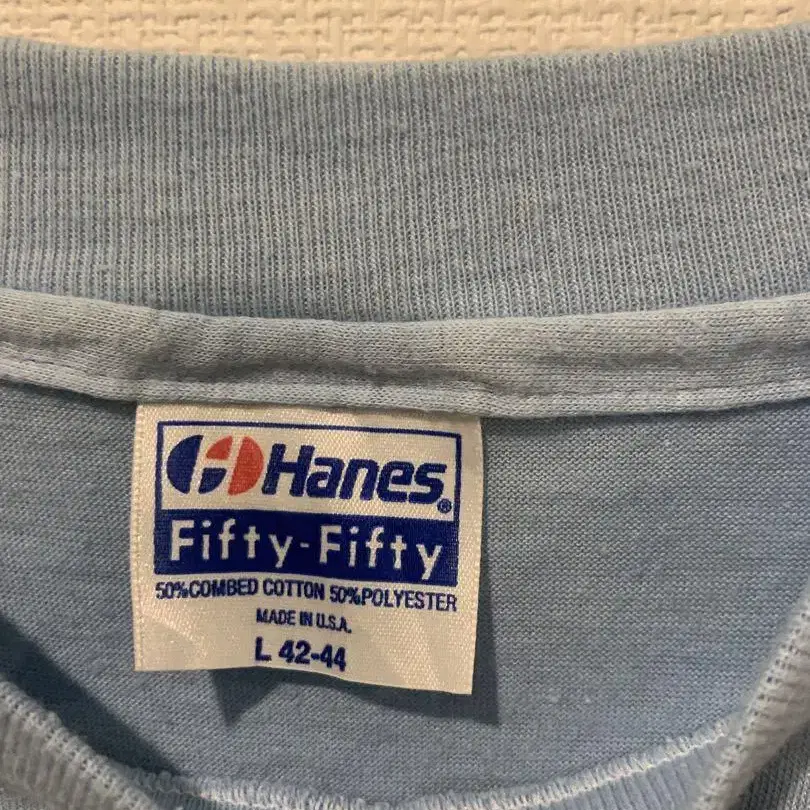 Hanes®
Fifty-Fifty
50%COMBED COTTON 50%POLYESTER
MADE IN U.S.A.
L 42-44